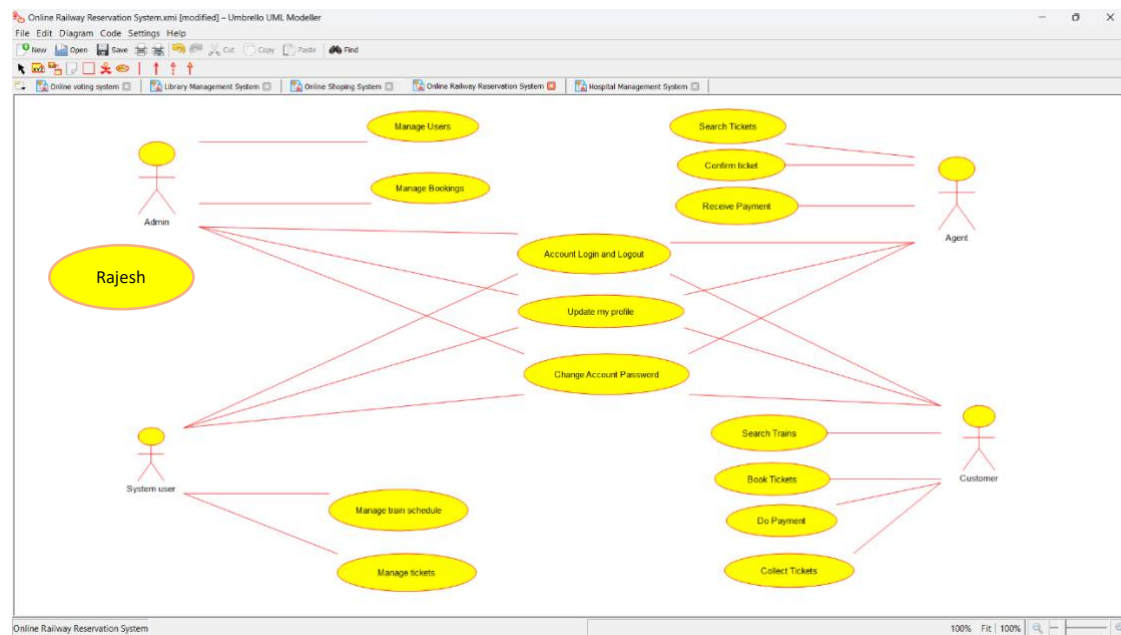 Online Railway Reservation System.xmi [modified] – Umbrello UML Modeller
File Edit Diagram Code Settings Help
New Open Save Cut Copy Paste Find
Online voting system Library Management System Online Shoping System Online Railway Reservation System Hospital Management System
Manage Users
Search Tickets
Confirm ticket
Manage Bookings
Receive Payment
Admin
Agent
Account Login and Logout
Rajesh
Update my profile
Change Account Password
Search Trains
System user
Book Tickets
Customer
Manage train schedule
Do Payment
Manage tickets
Collect Tickets
Online Railway Reservation System
100% Fit 100%